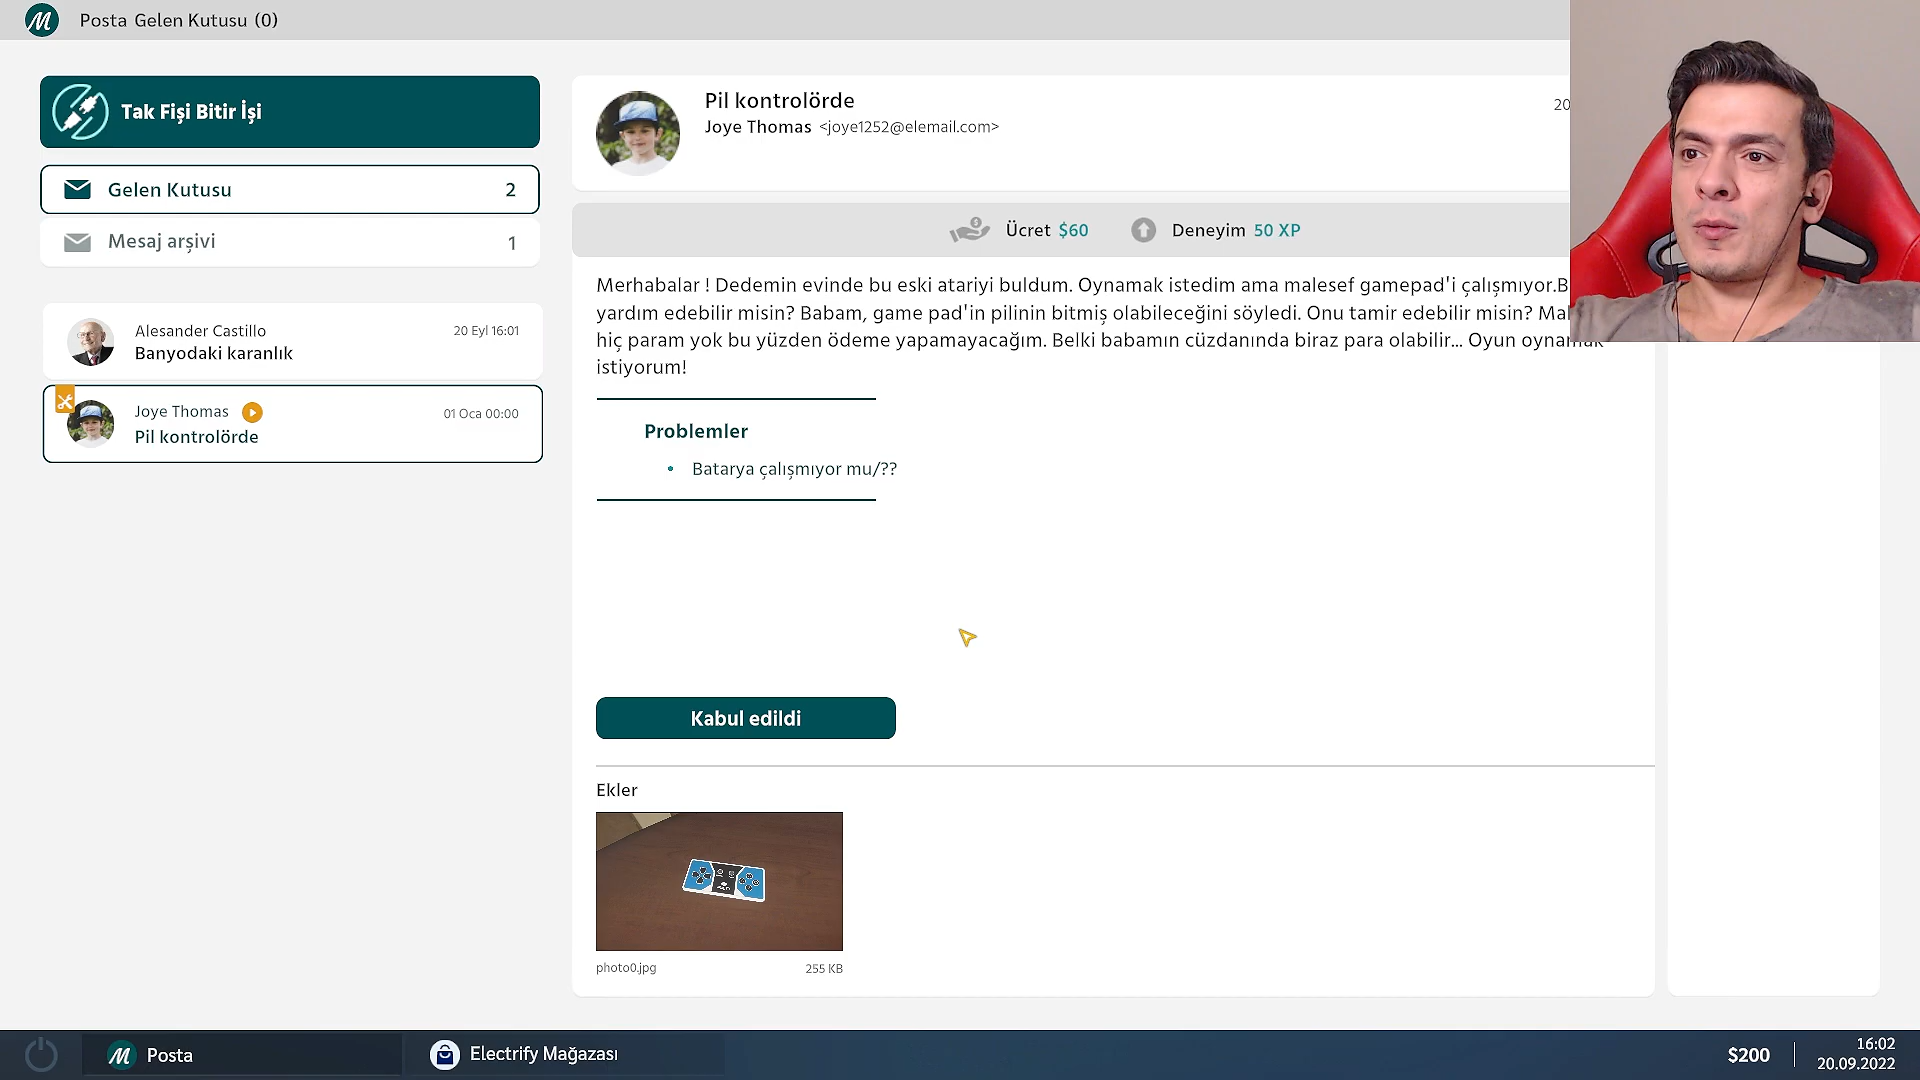 Posta Gelen Kutusu (0)
Tak Fişi Bitir İşi
Gelen Kutusu 2
Mesaj arşivi 1
Alesander Castillo 20 Eyl 16:01
Banyodaki karanlık
Joye Thomas 01 Oca 00:00
Pil kontrolörde
Pil kontrolörde
Joye Thomas <joye1252@elemail.com>
20
Ücret $60 Deneyim 50 XP
Merhabalar ! Dedemin evinde bu eski atariyi buldum. Oynamak istedim ama malesef gamepad'i çalışmıyor.B
yardım edebilir misin? Babam, game pad'in pilinin bitmiş olabileceğini söyledi. Onu tamir edebilir misin? Ma
hiç param yok bu yüzden ödeme yapamayacağım. Belki babamın cüzdanında biraz para olabilir... Oyun oynamak
istiyorum!
Problemler
• Batarya çalışmıyor mu/??
Kabul edildi
Ekler
photo0.jpg 255 KB
Posta
Electrify Mağazası
$200
16:02
20.09.2022